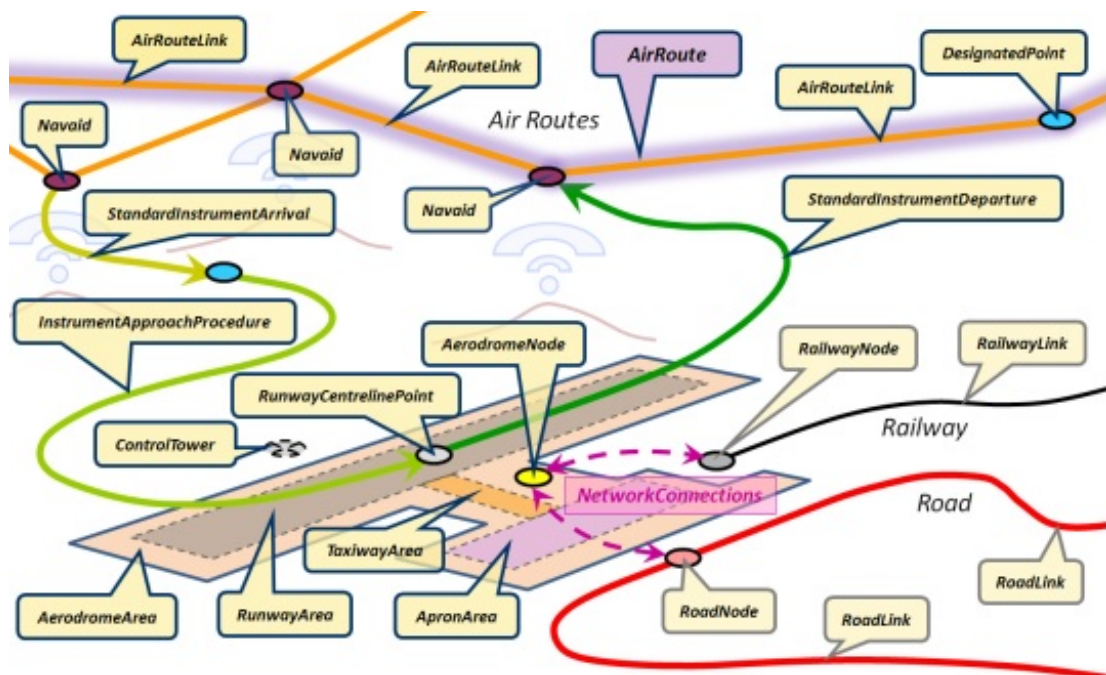 AirRouteLink
AirRouteLink
AirRoute
DesignatedPoint
AirRouteLink
Air Routes
Navaid
Navaid
Navaid
StandardInstrumentArrival
StandardInstrumentDeparture
InstrumentApproachProcedure
AerodromeNode
RailwayNode
RailwayLink
RunwayCentrelinePoint
ControlTower
Railway
NetworkConnections
Road
TaxiwayArea
AerodromeArea
RunwayArea
ApronArea
RoadNode
RoadLink
RoadLink